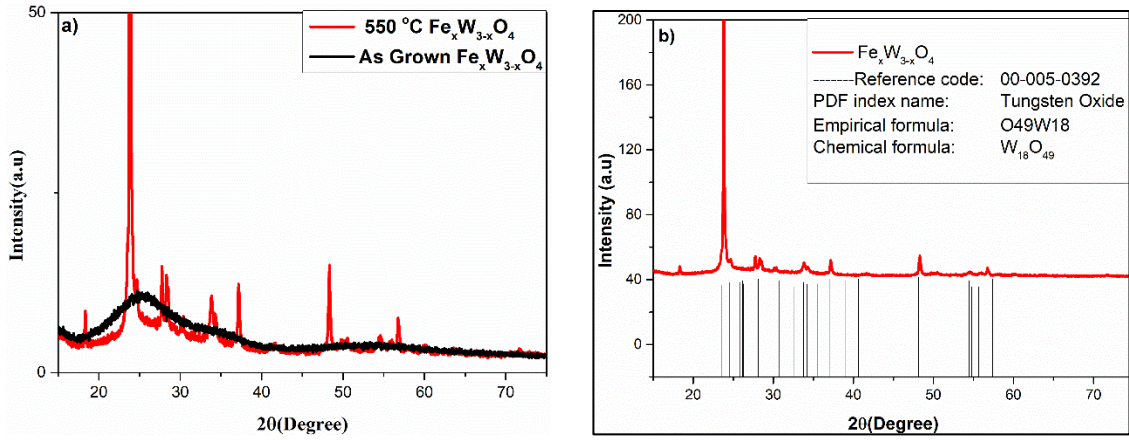 a)
550 °C FeₓW₃₋ₓO₄
As Grown FeₓW₃₋ₓO₄
50
0
Intensity(a.u)
20 30 40 50 60 70
2θ(Degree)
b)
FeₓW₃₋ₓO₄
-------Reference code: 00-005-0392
PDF index name: Tungsten Oxide
Empirical formula: O49W18
Chemical formula: W₁₈O₄₉
200
160
120
80
40
0
Intensity (a.u)
20 30 40 50 60 70
2θ(Degree)